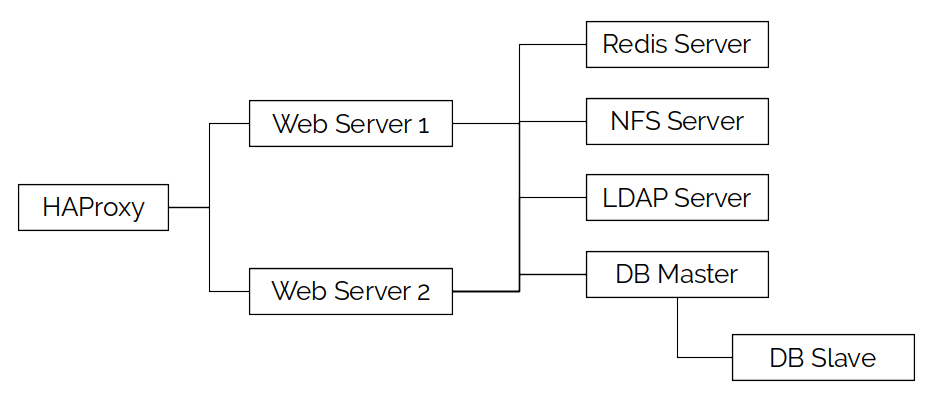 Redis Server
Web Server 1
NFS Server
HAProxy
LDAP Server
Web Server 2
DB Master
DB Slave